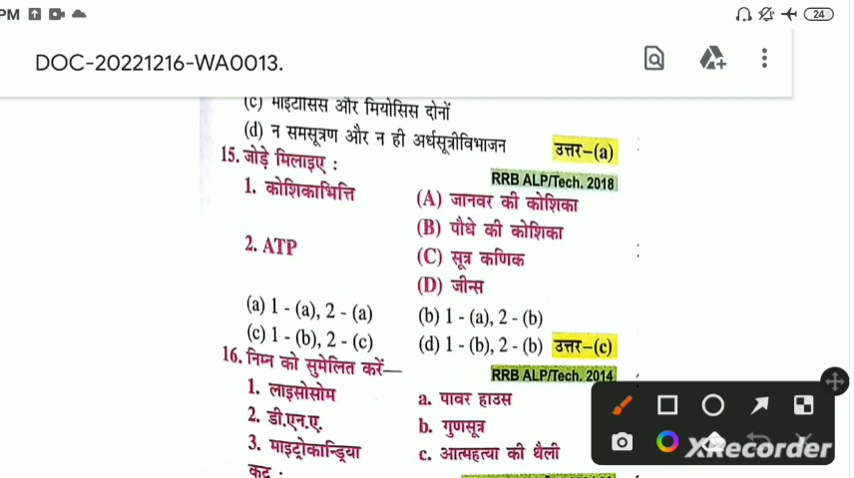 PM 24
DOC-20221216-WA0013.
(c) माइटोसिस और मियोसिस दोनों
(d) न समसूत्रण और न ही अर्धसूत्रीविभाजन उत्तर–(a)
15. जोड़े मिलाइए :
RRB ALP/Tech. 2018
1. कोशिकाभित्ति (A) जानवर की कोशिका
(B) पौधे की कोशिका
2. ATP (C) सूत्र कणिक
(D) जीन्स
(a) 1 - (a), 2 - (a) (b) 1 - (a), 2 - (b)
(c) 1 - (b), 2 - (c) (d) 1 - (b), 2 - (b) उत्तर–(c)
16. निम्न को सुमेलित करें—
RRB ALP/Tech. 2014
1. लाइसोसोम a. पावर हाउस
2. डी.एन.ए. b. गुणसूत्र
3. माइट्रोकान्ड्रिया c. आत्महत्या की थैली
कूट :
XRecorder